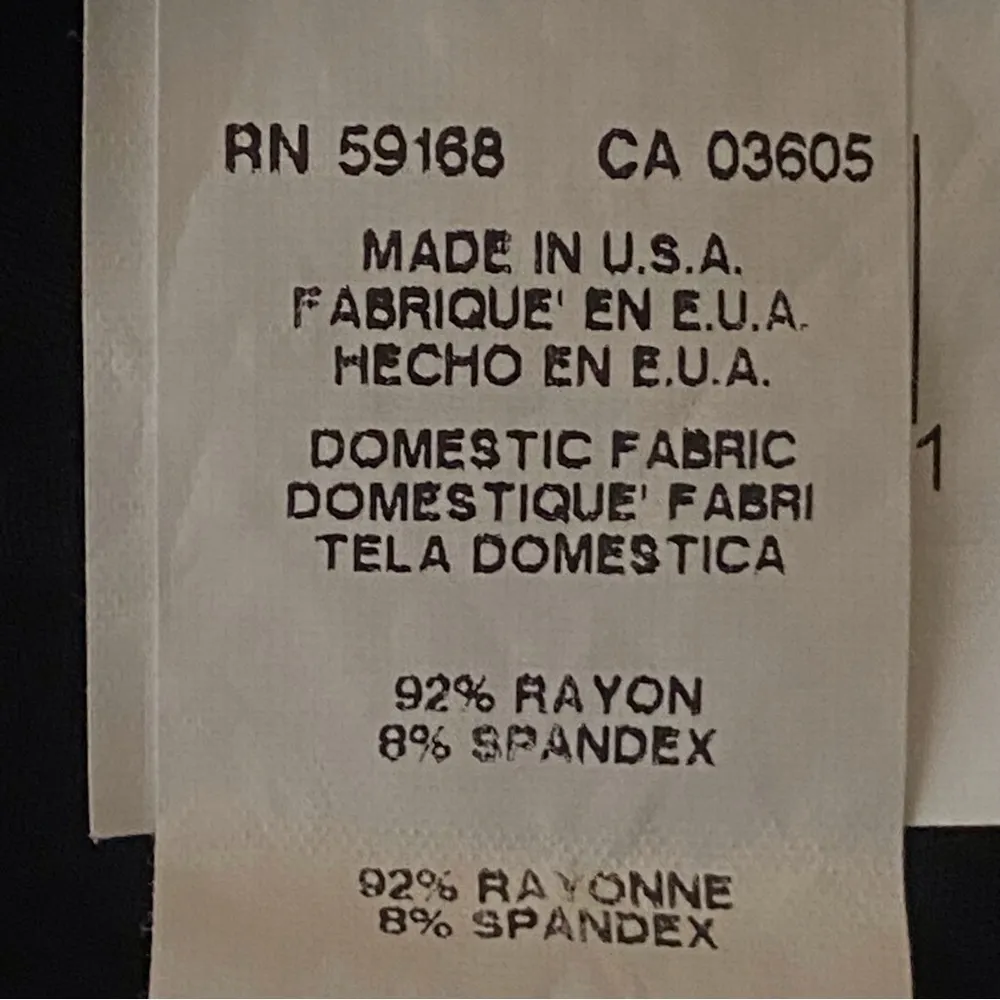 RN 59168 CA 03605
MADE IN U.S.A.
FABRIQUE' EN E.U.A.
HECHO EN E.U.A.
DOMESTIC FABRIC
DOMESTIQUE' FABRI
TELA DOMESTICA
1
92% RAYON
8% SPANDEX
92% RAYONNE
8% SPANDEX